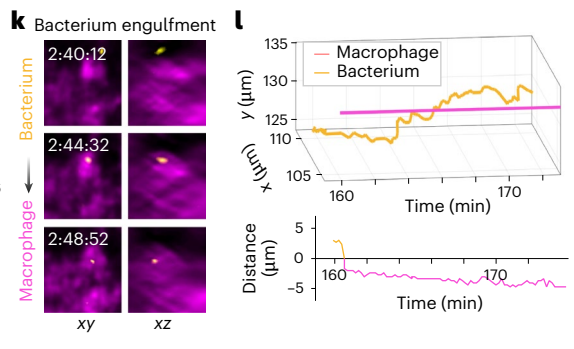 k Bacterium engulfment
2:40:12
2:44:32
2:48:52
Bacterium
Macrophage
xy
xz
l
135
130
125
110
105
y (µm)
x (µm)
Macrophage
Bacterium
160
170
Time (min)
5
0
−5
Distance
(µm)
160
170
Time (min)